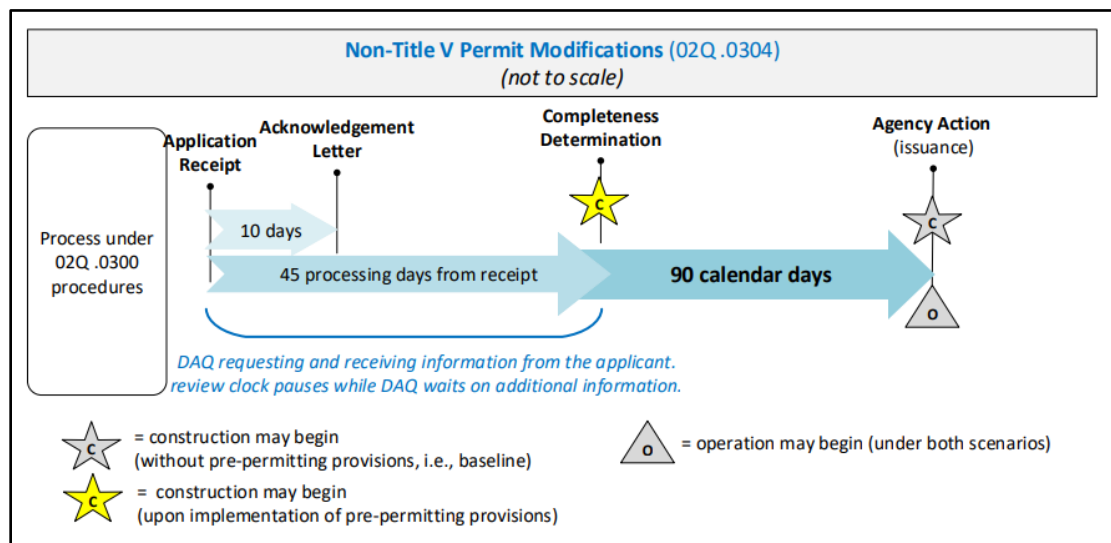 Non-Title V Permit Modifications (02Q .0304)
(not to scale)
Process under
02Q .0300
procedures
Application
Receipt
Acknowledgement
Letter
Completeness
Determination
Agency Action
(issuance)
C
C
10 days
45 processing days from receipt
90 calendar days
O
DAQ requesting and receiving information from the applicant.
review clock pauses while DAQ waits on additional information.
C
= construction may begin
(without pre-permitting provisions, i.e., baseline)
O
= operation may begin (under both scenarios)
C
= construction may begin
(upon implementation of pre-permitting provisions)